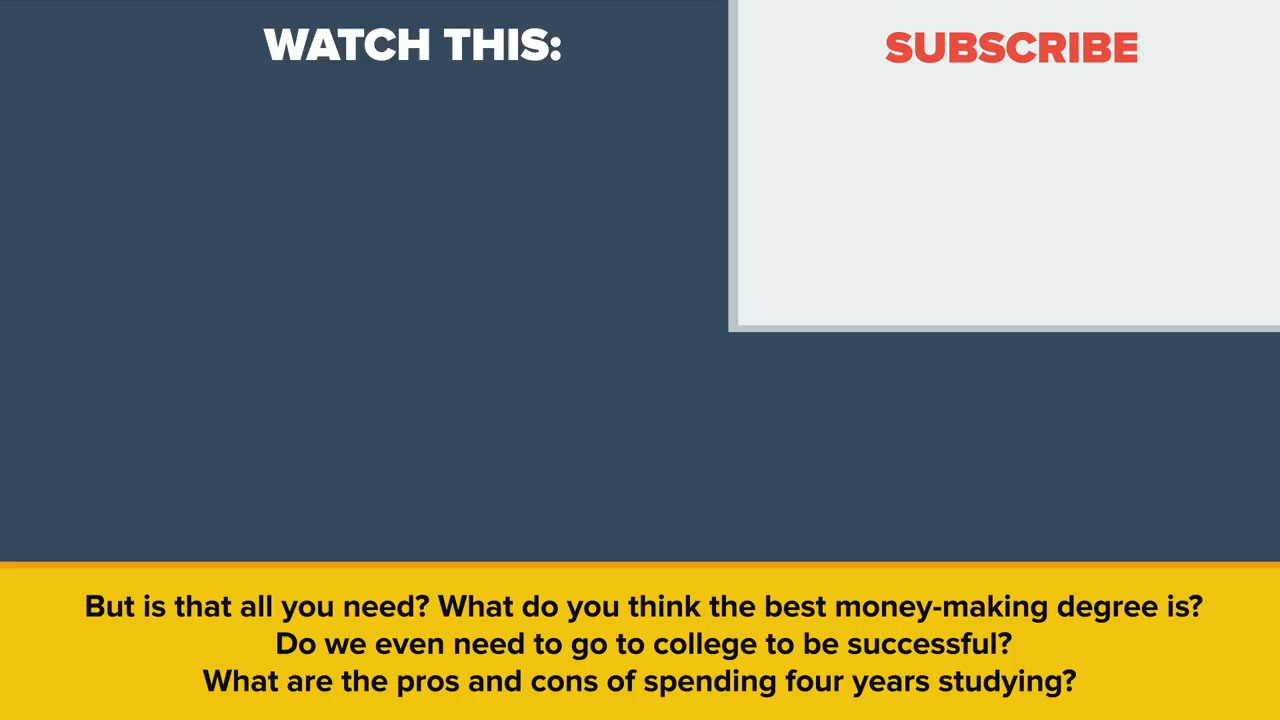 WATCH THIS:
SUBSCRIBE
But is that all you need? What do you think the best money-making degree is?
Do we even need to go to college to be successful?
What are the pros and cons of spending four years studying?